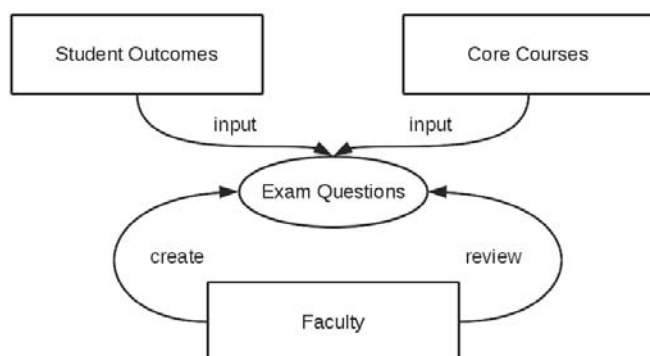 Student Outcomes
Core Courses
input
input
Exam Questions
create
review
Faculty